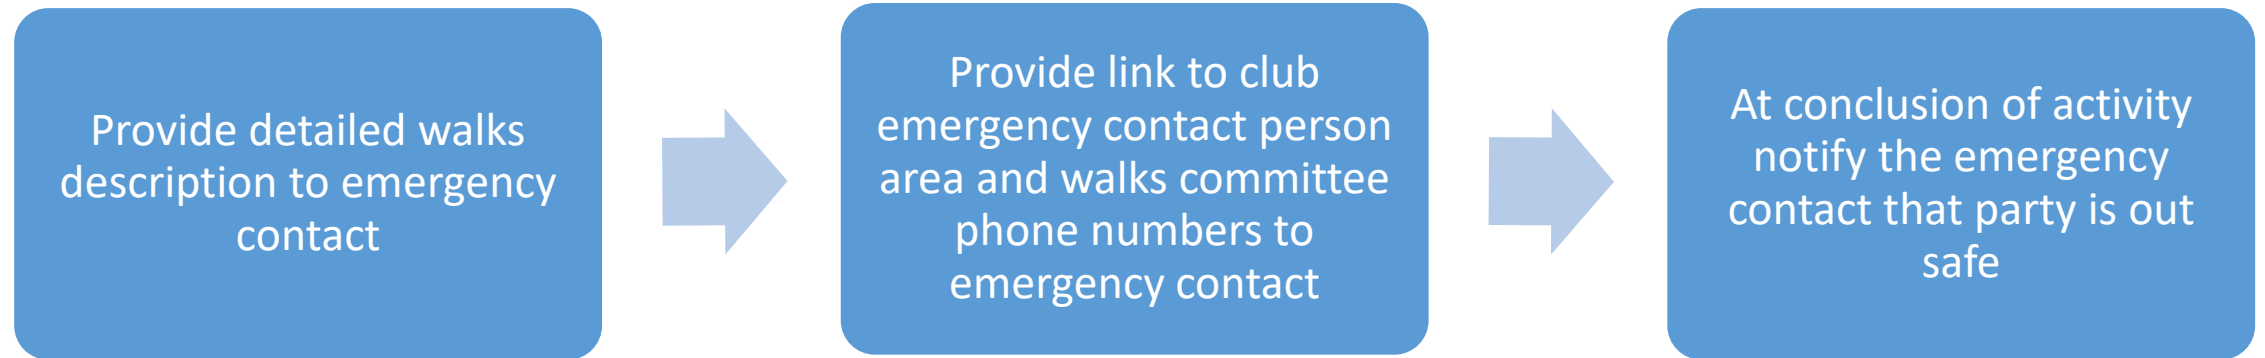 Provide detailed walks
description to emergency
contact
Provide link to club
emergency contact person
area and walks committee
phone numbers to
emergency contact
At conclusion of activity
notify the emergency
contact that party is out
safe